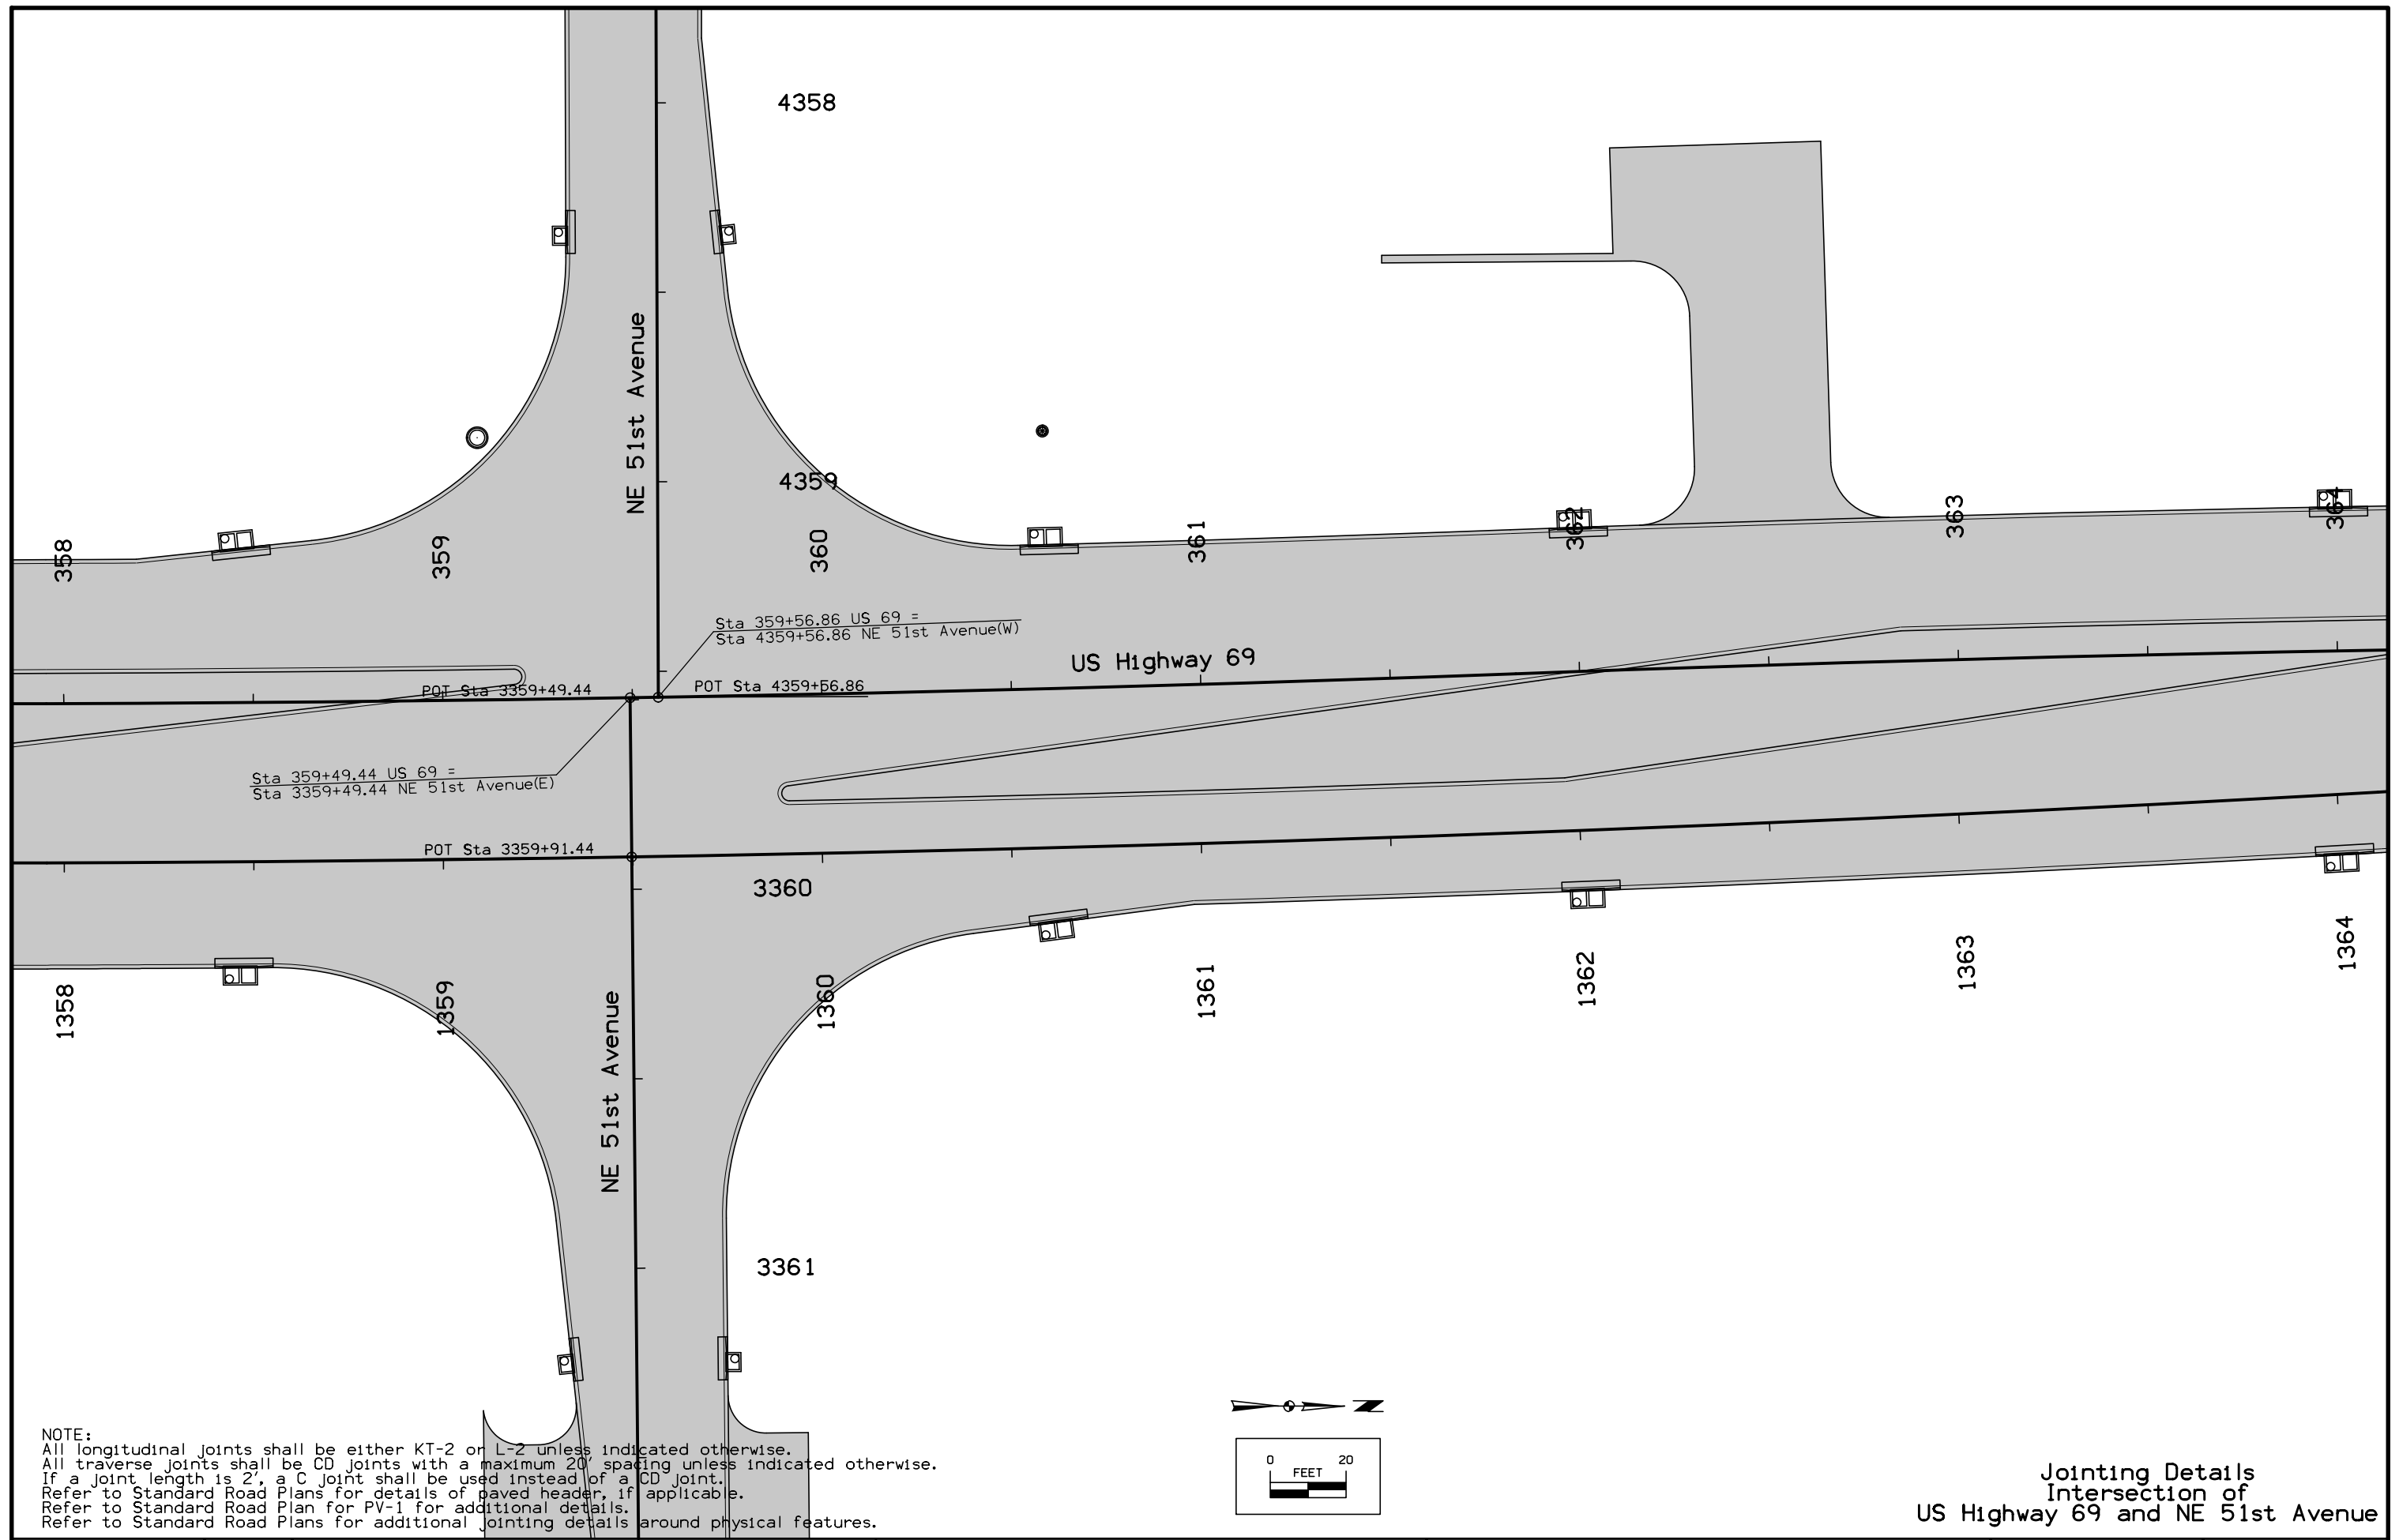 4358
NE 51st Avenue
4359
358
359
360
361
362
363
364
Sta 359+56.86 US 69 =
Sta 4359+56.86 NE 51st Avenue(W)
US Highway 69
POT Sta 3359+49.44
POT Sta 4359+56.86
Sta 359+49.44 US 69 =
Sta 3359+49.44 NE 51st Avenue(E)
POT Sta 3359+91.44
3360
1358
1359
1360
1361
1362
1363
1364
NE 51st Avenue
3361
NOTE:
All longitudinal joints shall be either KT-2 or L-2 unless indicated otherwise.
All traverse joints shall be CD joints with a maximum 20' spacing unless indicated otherwise.
If a joint length is 2', a C joint shall be used instead of a CD joint.
Refer to Standard Road Plans for details of paved header, if applicable.
Refer to Standard Road Plan for PV-1 for additional details.
Refer to Standard Road Plans for additional jointing details around physical features.
N
0 20
FEET
Jointing Details
Intersection of
US Highway 69 and NE 51st Avenue